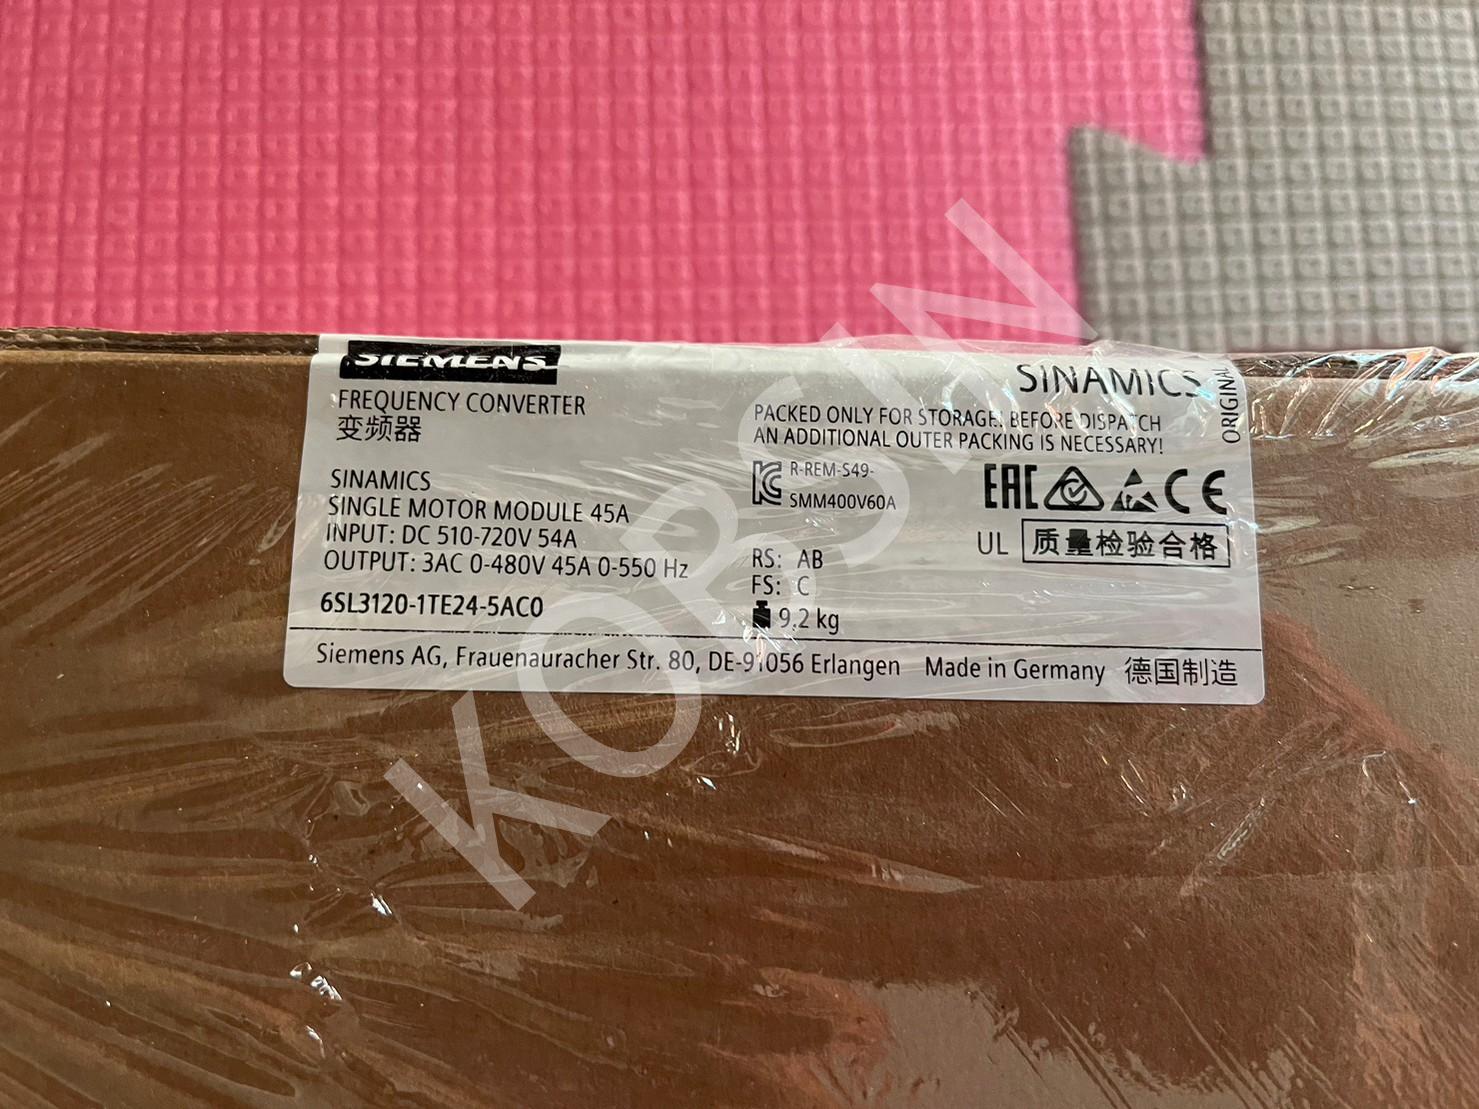 SIEMENS
FREQUENCY CONVERTER
变频器
SINAMICS
SINGLE MOTOR MODULE 45A
INPUT: DC 510-720V 54A
OUTPUT: 3AC 0-480V 45A 0-550 Hz
6SL3120-1TE24-5AC0
SINAMICS
ORIGINAL
PACKED ONLY FOR STORAGE, BEFORE DISPATCH
AN ADDITIONAL OUTER PACKING IS NECESSARY!
R-REM-S49-
SMM400V60A
EAC CE
UL 质量检验合格
RS: AB
FS: C
9,2 kg
Siemens AG, Frauenauracher Str. 80, DE-91056 Erlangen Made in Germany 德国制造
KOBSIN